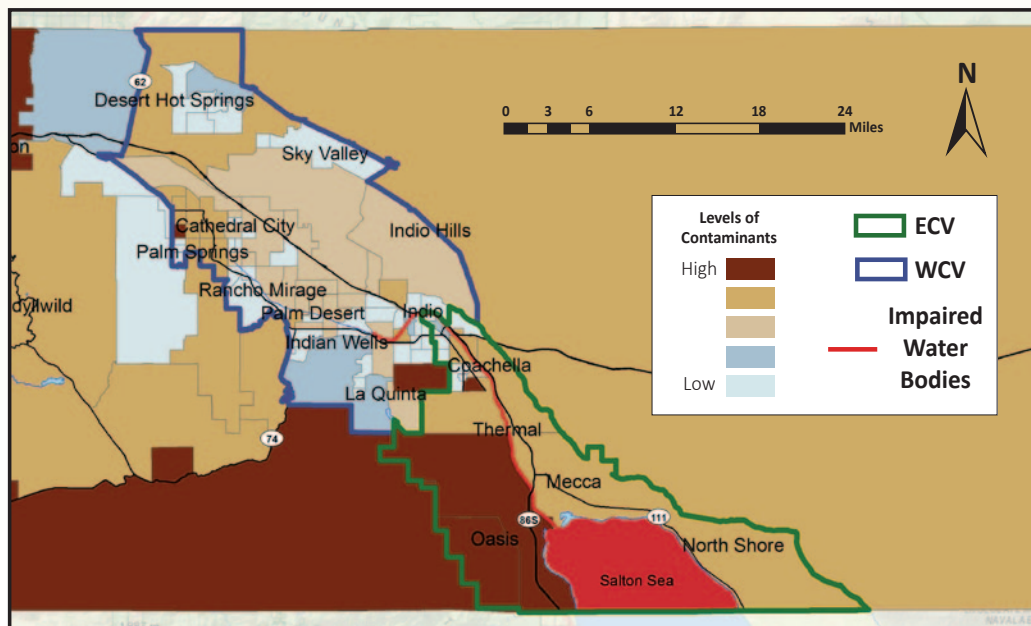 62
Desert Hot Springs
0 3 6 12 18 24
Miles
N
on
Sky Valley
Cathedral City
Palm Springs
Indio Hills
Rancho Mirage
Palm Desert
Indio
Indian Wells
dyllwild
Coachella
La Quinta
74
Thermal
Mecca
86S
111
Oasis
North Shore
Salton Sea
Levels of
Contaminants
High
Low
ECV
WCV
Impaired
Water
Bodies